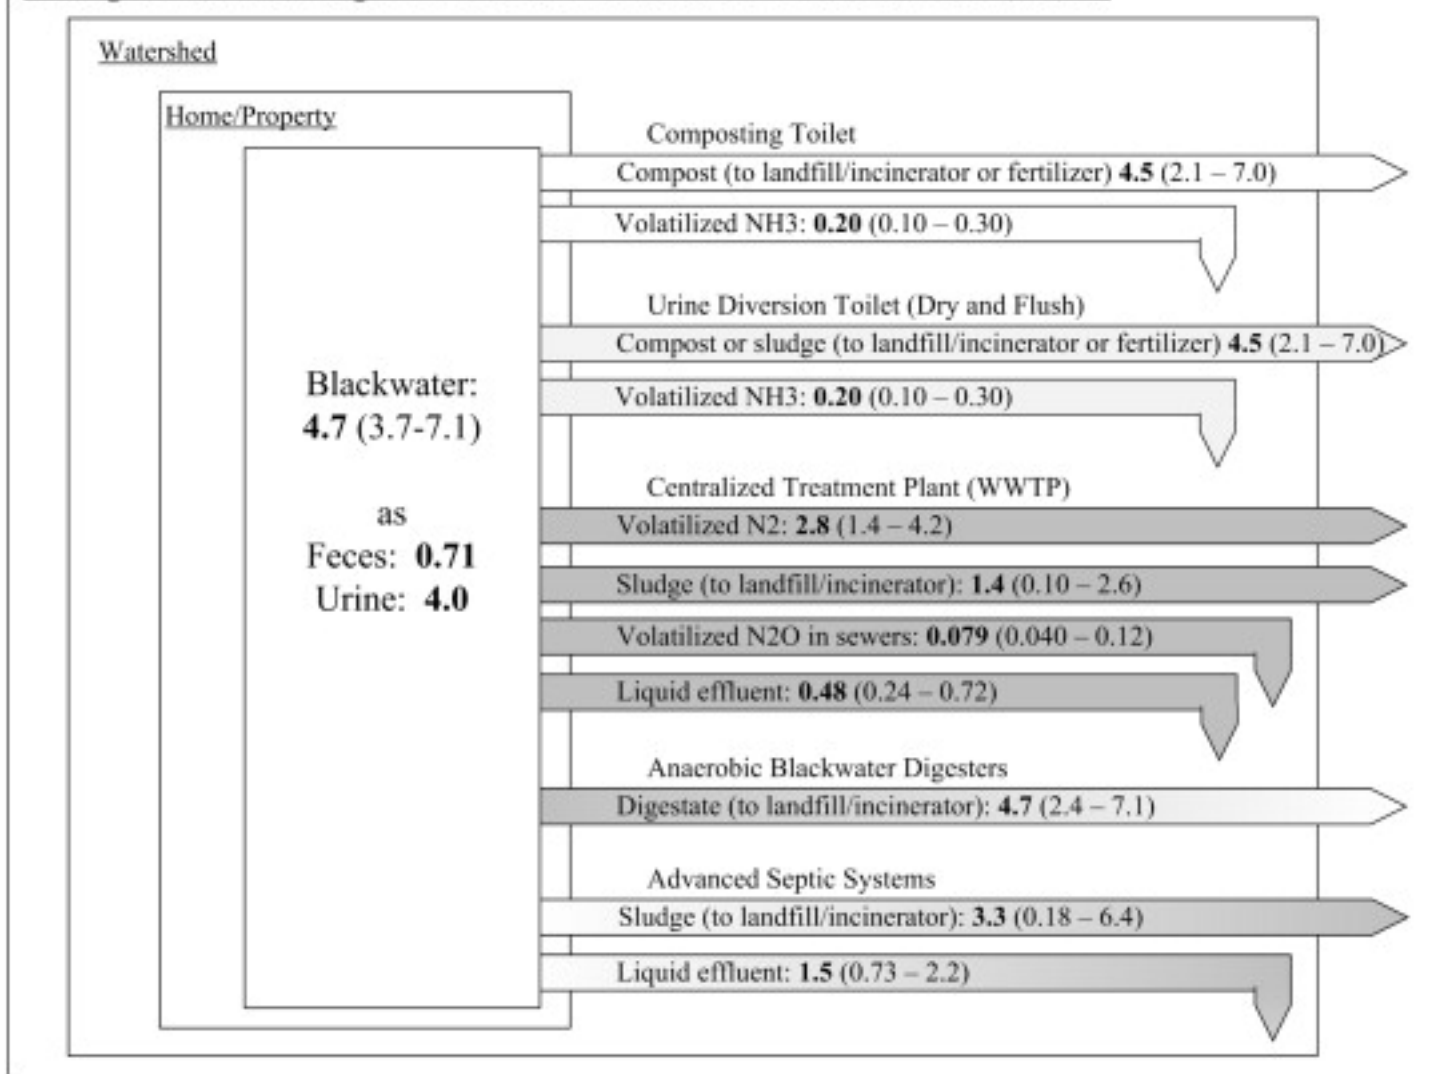 Watershed
Home/Property
Composting Toilet
Compost (to landfill/incinerator or fertilizer) 4.5 (2.1 – 7.0)
Volatilized NH3: 0.20 (0.10 – 0.30)
Urine Diversion Toilet (Dry and Flush)
Compost or sludge (to landfill/incinerator or fertilizer) 4.5 (2.1 – 7.0)
Volatilized NH3: 0.20 (0.10 – 0.30)
Blackwater:
4.7 (3.7-7.1)
as
Feces: 0.71
Urine: 4.0
Centralized Treatment Plant (WWTP)
Volatilized N2: 2.8 (1.4 – 4.2)
Sludge (to landfill/incinerator): 1.4 (0.10 – 2.6)
Volatilized N2O in sewers: 0.079 (0.040 – 0.12)
Liquid effluent: 0.48 (0.24 – 0.72)
Anaerobic Blackwater Digesters
Digestate (to landfill/incinerator): 4.7 (2.4 – 7.1)
Advanced Septic Systems
Sludge (to landfill/incinerator): 3.3 (0.18 – 6.4)
Liquid effluent: 1.5 (0.73 – 2.2)